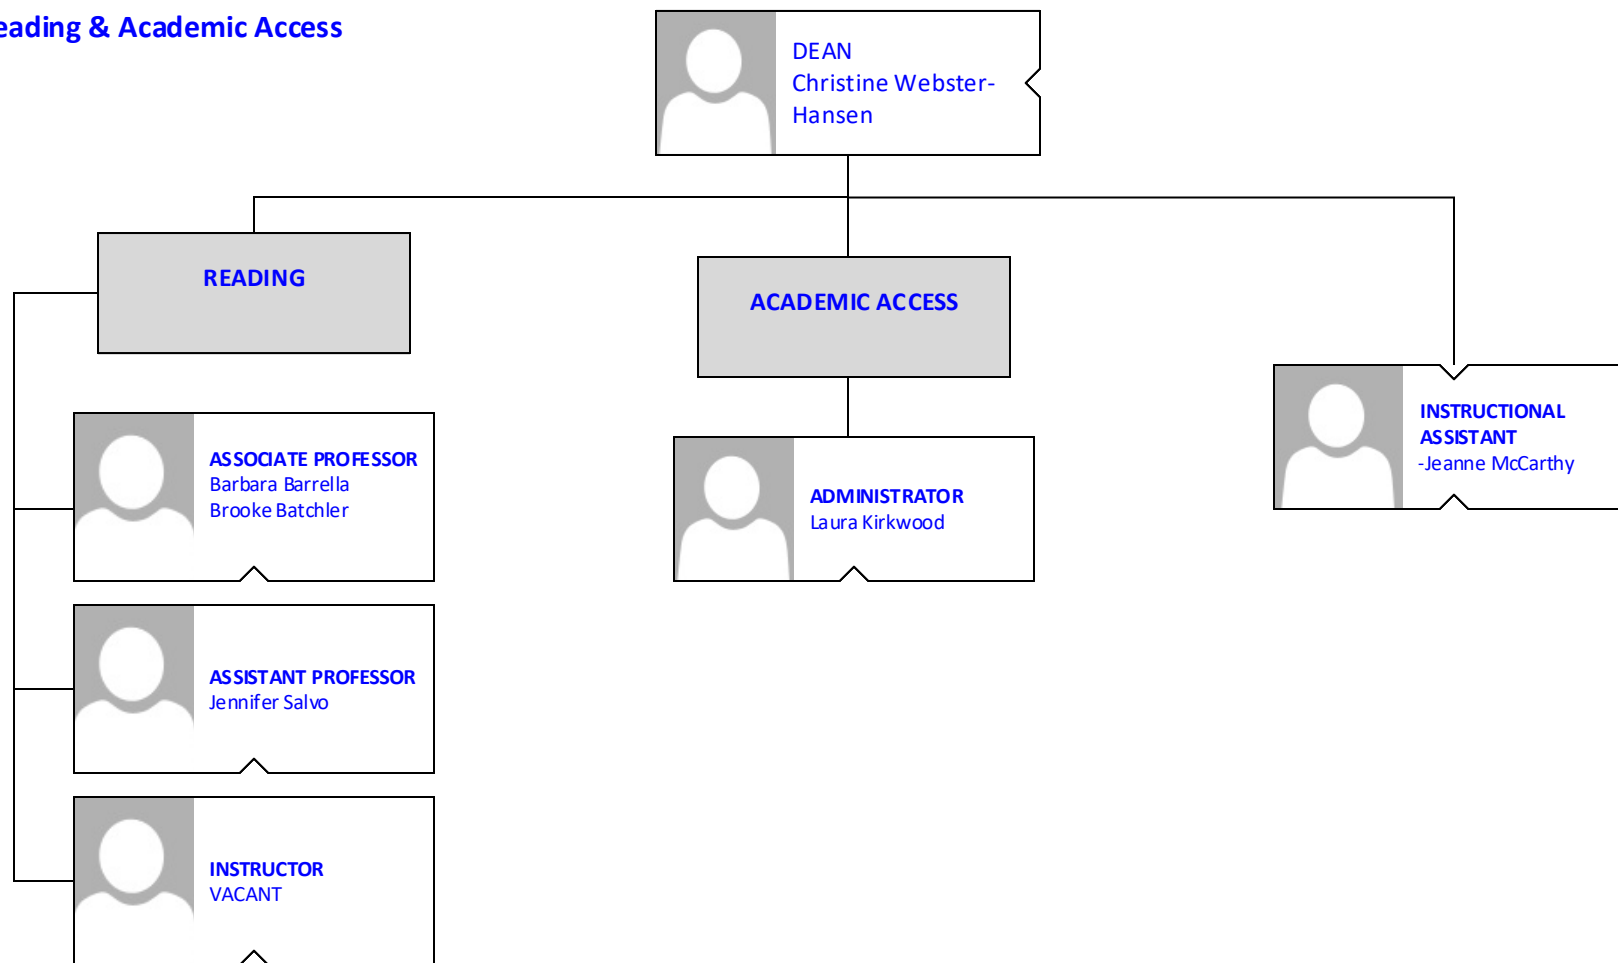 eading & Academic Access
DEAN
Christine Webster-
Hansen
READING
ACADEMIC ACCESS
INSTRUCTIONAL
ASSISTANT
-Jeanne McCarthy
ASSOCIATE PROFESSOR
Barbara Barrella
Brooke Batchler
ADMINISTRATOR
Laura Kirkwood
ASSISTANT PROFESSOR
Jennifer Salvo
INSTRUCTOR
VACANT